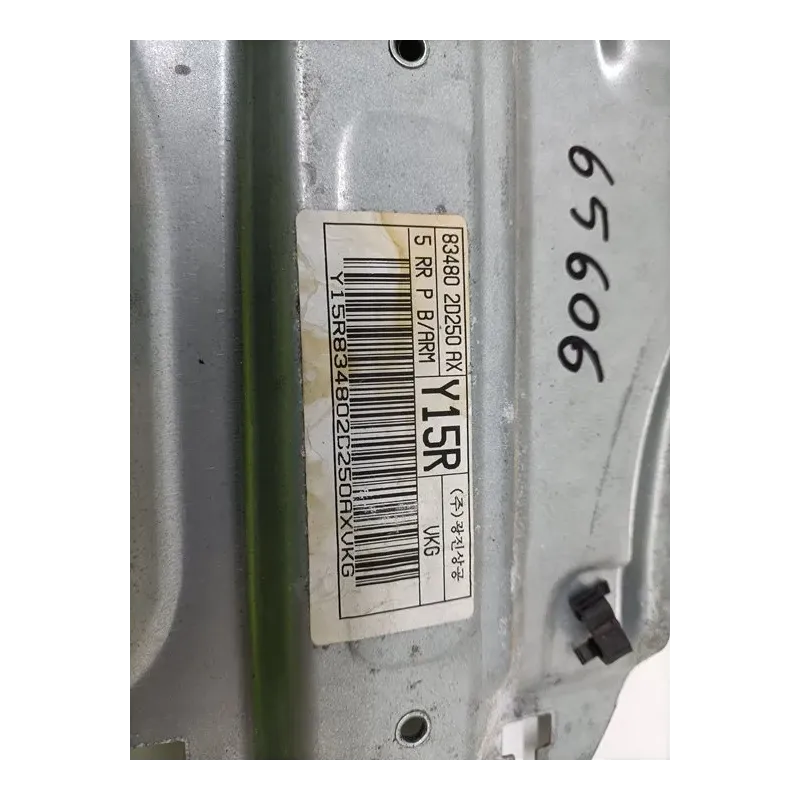 83480 2D250 AX
5 RR P B/ARM
Y15R
(주)광진상공
VKG
Y15R834802D250AXVKG
65606